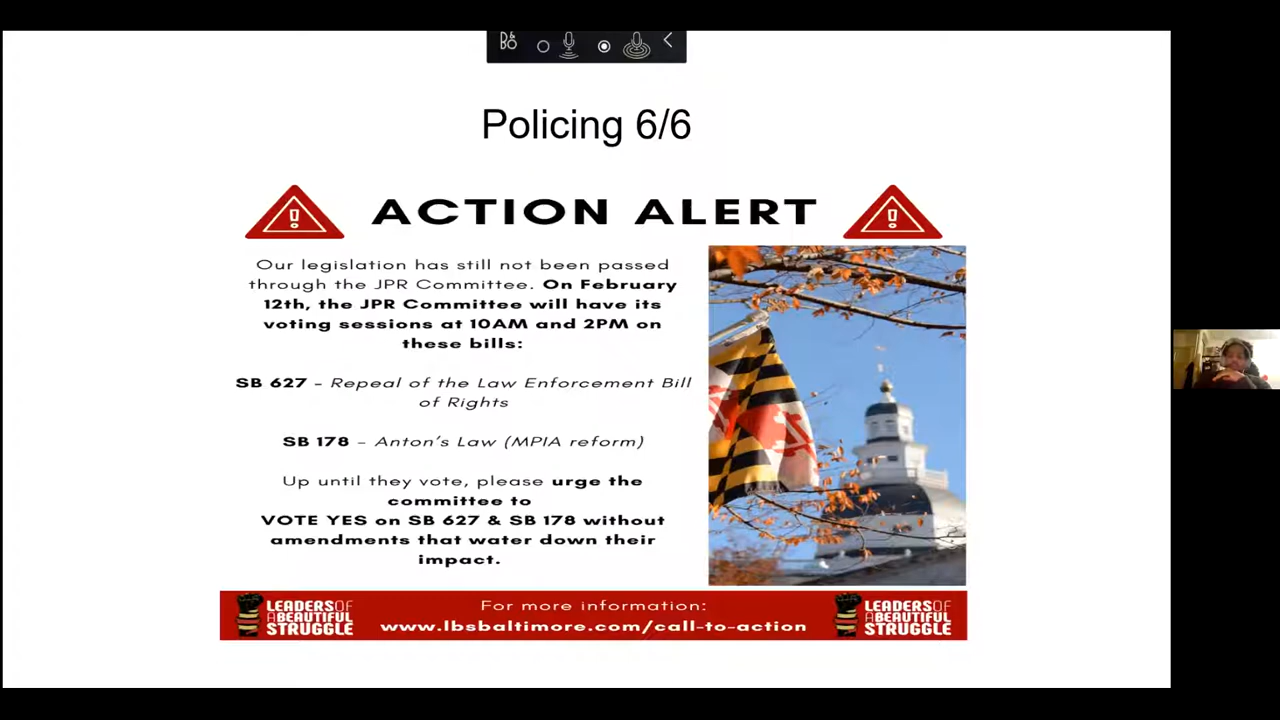 B&O
Policing 6/6
ACTION ALERT
Our legislation has still not been passed
through the JPR Committee. On February
12th, the JPR Committee will have its
voting sessions at 10AM and 2PM on
these bills:
SB 627 – Repeal of the Law Enforcement Bill
of Rights
SB 178 – Anton's Law (MPIA reform)
Up until they vote, please urge the
committee to
VOTE YES on SB 627 & SB 178 without
amendments that water down their
impact.
LEADERS OF
A BEAUTIFUL
STRUGGLE
For more information:
www.lbsbaltimore.com/call-to-action
LEADERS OF
A BEAUTIFUL
STRUGGLE